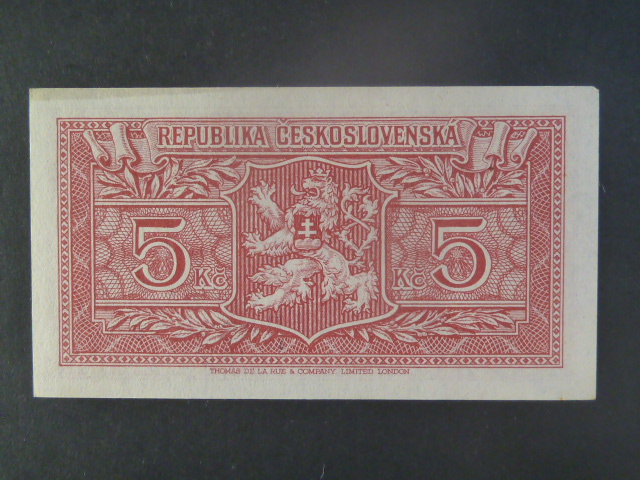 REPUBLIKA ČESKOSLOVENSKÁ
5 Kč 5 Kč
THOMAS DE LA RUE & COMPANY, LIMITED, LONDON